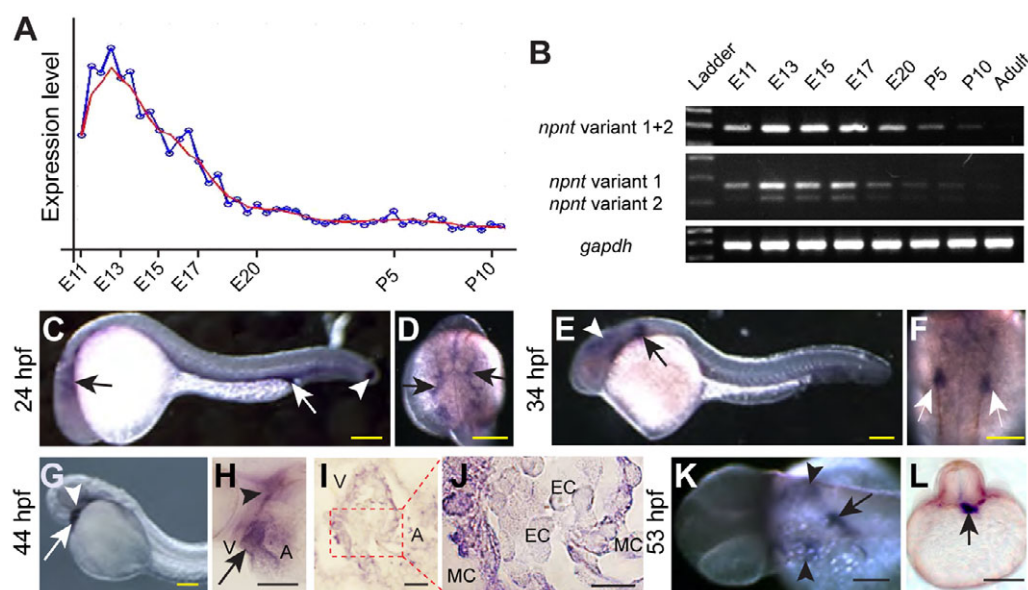 A
Expression level
E11 E13 E15 E17 E20 P5 P10
B
Ladder E11 E13 E15 E17 E20 P5 P10 Adult
npnt variant 1+2
npnt variant 1
npnt variant 2
gapdh
24 hpf
C D
34 hpf
E F
44 hpf
G H V A I V A J EC EC MC MC
53 hpf
K L